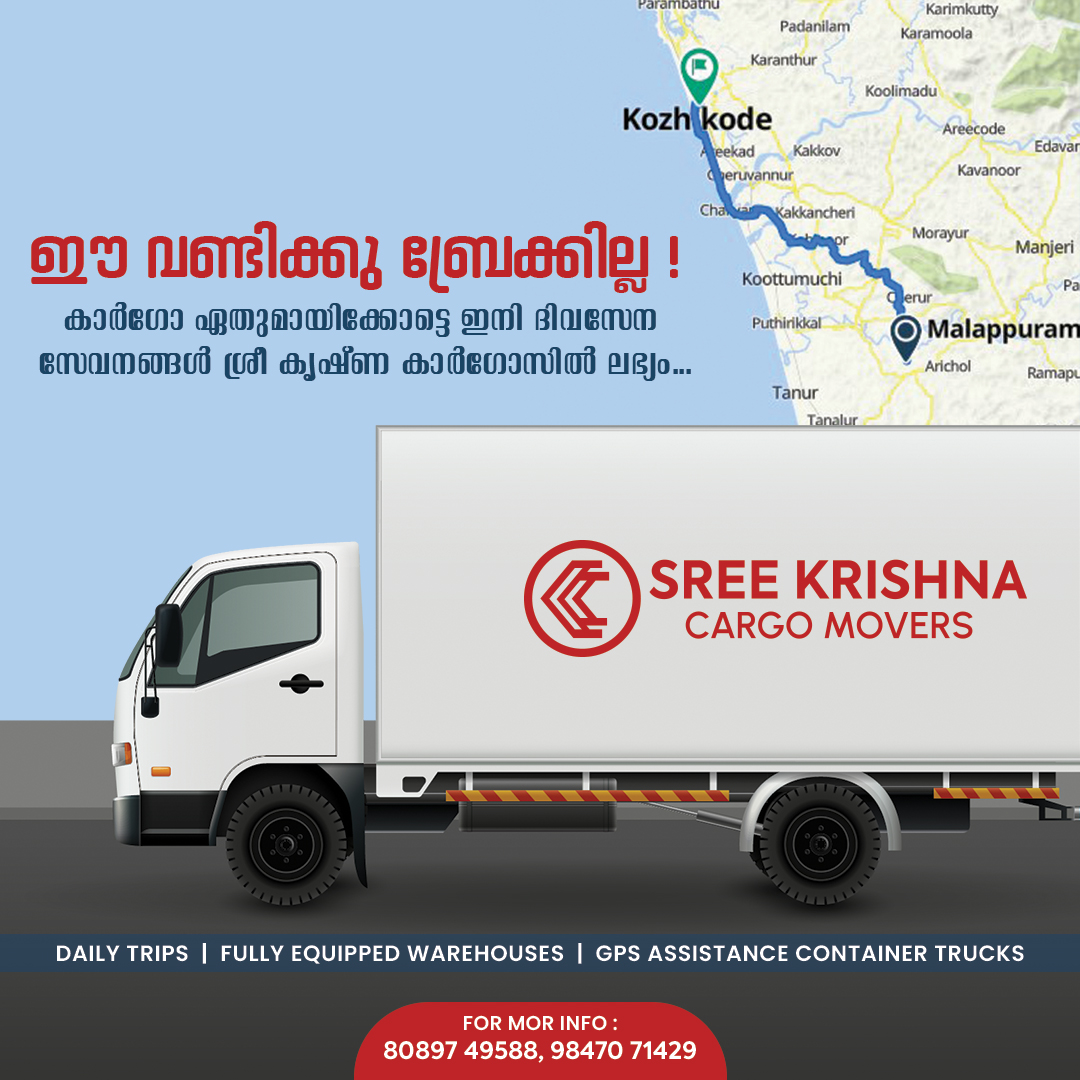 Parambathu
Karimkutty
Padanilam
Karamoola
Karanthur
Koolimadu
Kozhikode
Areecode
Kakkov
Edavan
Kavanoor
Cheruvannur
Kakkancheri
Morayur
Manjeri
Koottumuchi
Cherur
Puthirikkal
Malappuram
Arichol
Ramapu
Tanur
Tanalur
ഈ വണ്ടിക്കു ബ്രേക്കില്ല !
കാർഗോ ഏതുമായിക്കോട്ടെ ഇനി ദിവസേന
സേവനങ്ങൾ ശ്രീ കൃഷ്ണ കാർഗോസിൽ ലഭ്യം...
SREE KRISHNA
CARGO MOVERS
DAILY TRIPS | FULLY EQUIPPED WAREHOUSES | GPS ASSISTANCE CONTAINER TRUCKS
FOR MOR INFO :
80897 49588, 98470 71429